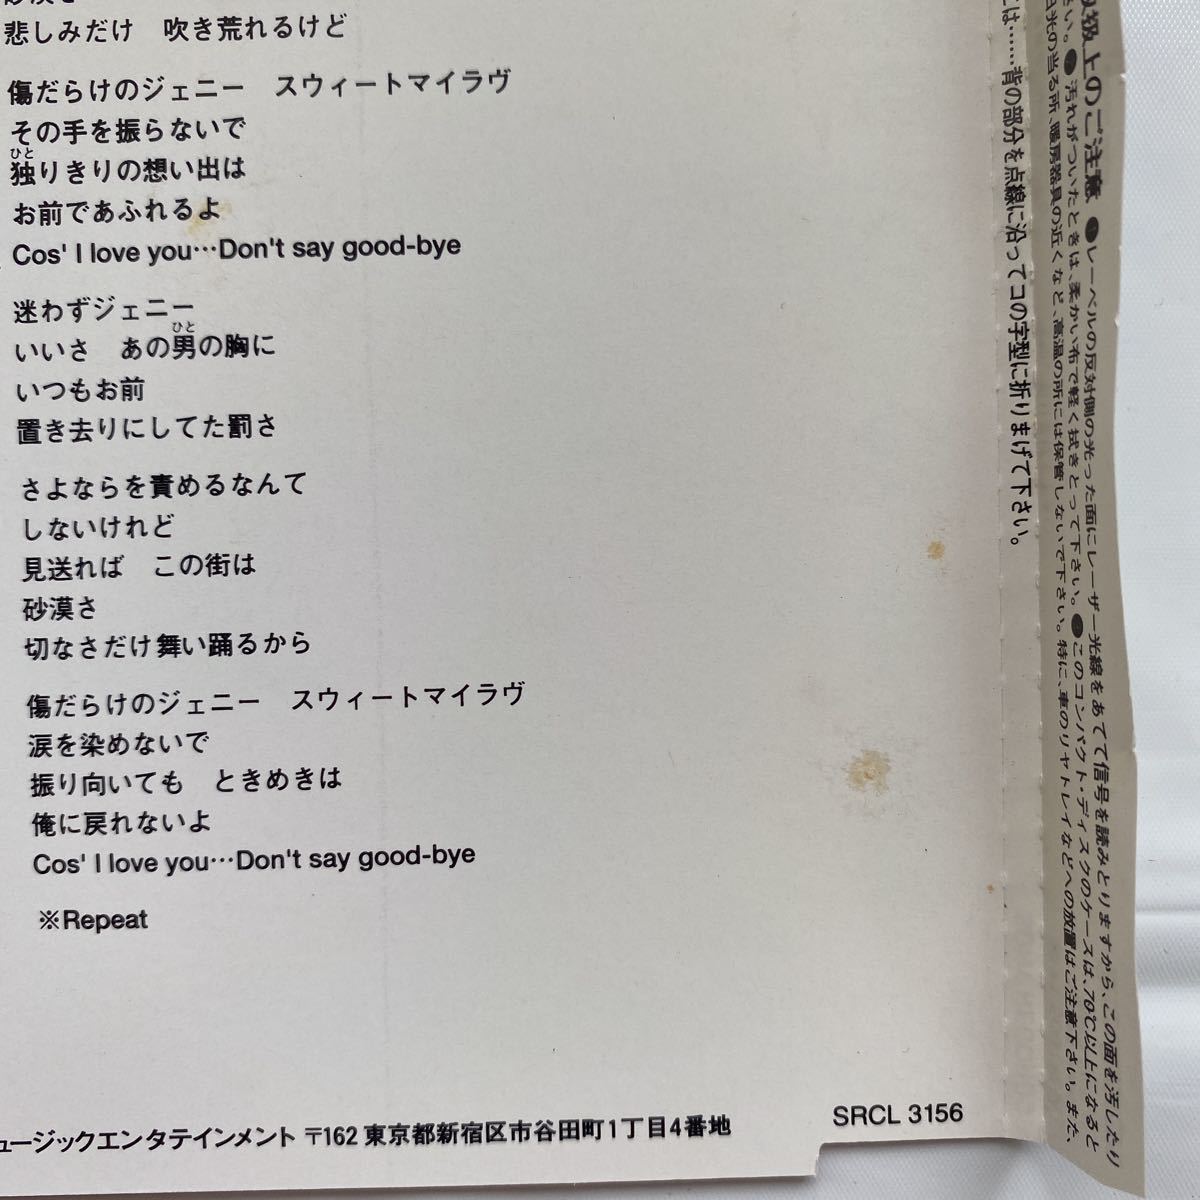 悲しみだけ　吹き荒れるけど
傷だらけのジェニー　スウィートマイラヴ
その手を振らないで
独りきりの想い出は
ひと
お前であふれるよ
Cos' I love you…Don't say good-bye
迷わずジェニー
いいさ　あの男の胸に
ひと
いつもお前
置き去りにしてた罰さ
さよならを責めるなんて
しないけれど
見送れば　この街は
砂漠さ
切なさだけ舞い踊るから
傷だらけのジェニー　スウィートマイラヴ
涙を染めないで
振り向いても　ときめきは
俺に戻れないよ
Cos' I love you…Don't say good-bye
※Repeat
ュージックエンタテインメント 〒162 東京都新宿区市谷田町1丁目4番地
SRCL 3156
級上のご注意 ●レーベルの反対側の光った面にレーザー光線をあてて信号を読みとりますから、この面を汚したり
さい。●汚れがついたときは、柔かい布で軽く拭きとって下さい。●このコンパクト・ディスクのケースは、70℃以上になると
日光の当る所、暖房器具の近くなど、高温の所には保管しないで下さい。特に、車のリヤトレイなどへの放置はご注意下さい。また、
には……背の部分を点線に沿ってコの字型に折りまげて下さい。